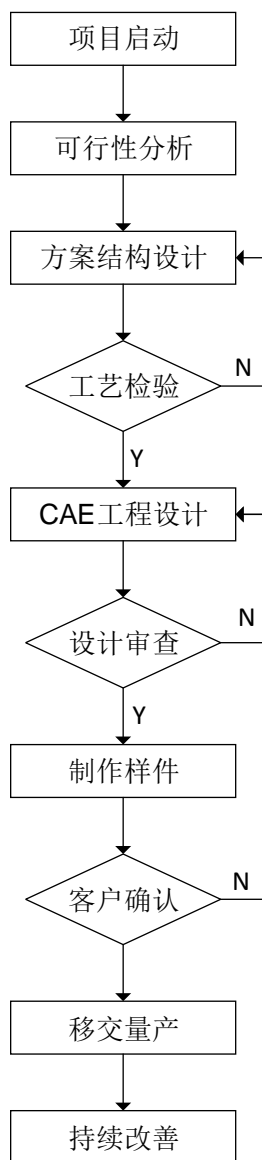 项目启动
可行性分析
方案结构设计
工艺检验
N
Y
CAE工程设计
设计审查
N
Y
制作样件
客户确认
N
移交量产
持续改善